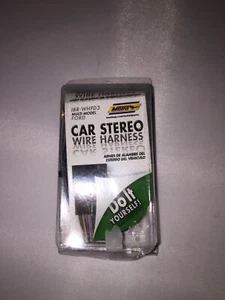 IBR-WHFD3
MULTI-MODEL
FORD
CAR STEREO
WIRE HARNESS
ARNES DE ALAMBRE DEL
ESTEREO DEL VEHICULO
Do It
YOURSELF!